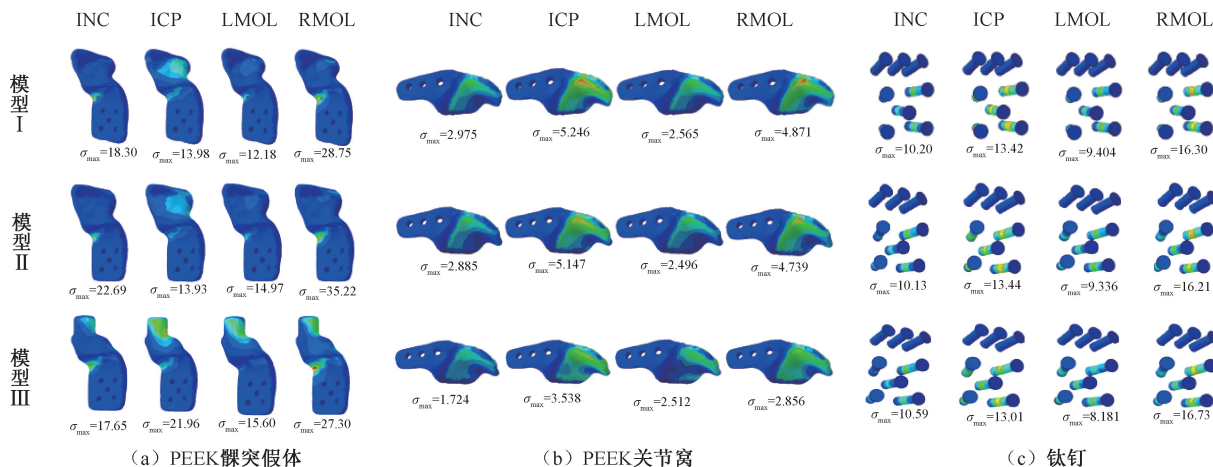 INC ICP LMOL RMOL INC ICP LMOL RMOL INC ICP LMOL RMOL
模型Ⅰ
σmax=18.30 σmax=13.98 σmax=12.18 σmax=28.75 σmax=2.975 σmax=5.246 σmax=2.565 σmax=4.871 σmax=10.20 σmax=13.42 σmax=9.404 σmax=16.30
模型Ⅱ
σmax=22.69 σmax=13.93 σmax=14.97 σmax=35.22 σmax=2.885 σmax=5.147 σmax=2.496 σmax=4.739 σmax=10.13 σmax=13.44 σmax=9.336 σmax=16.21
模型Ⅲ
σmax=17.65 σmax=21.96 σmax=15.60 σmax=27.30 σmax=1.724 σmax=3.538 σmax=2.512 σmax=2.856 σmax=10.59 σmax=13.01 σmax=8.181 σmax=16.73
（a）PEEK髁突假体 （b）PEEK关节窝 （c）钛钉